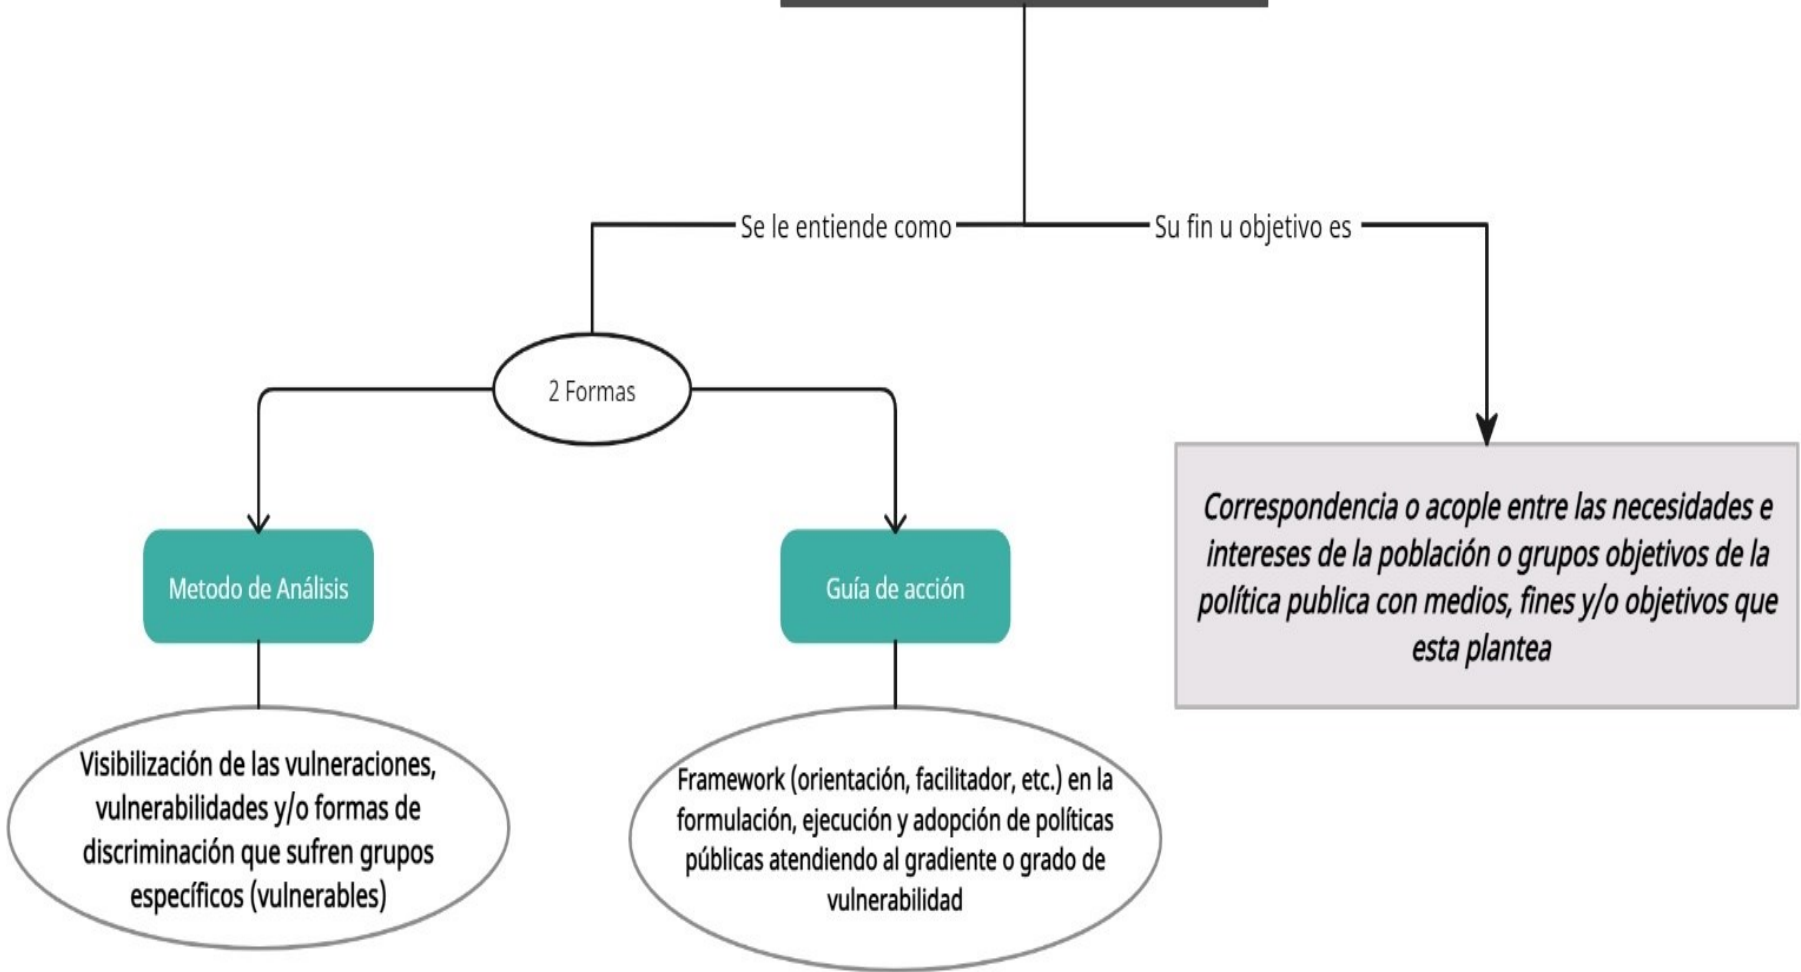 Se le entiende como
Su fin u objetivo es
2 Formas
Metodo de Análisis
Guía de acción
Correspondencia o acople entre las necesidades e
intereses de la población o grupos objetivos de la
política publica con medios, fines y/o objetivos que
esta plantea
Visibilización de las vulneraciones,
vulnerabilidades y/o formas de
discriminación que sufren grupos
específicos (vulnerables)
Framework (orientación, facilitador, etc.) en la
formulación, ejecución y adopción de políticas
públicas atendiendo al gradiente o grado de
vulnerabilidad